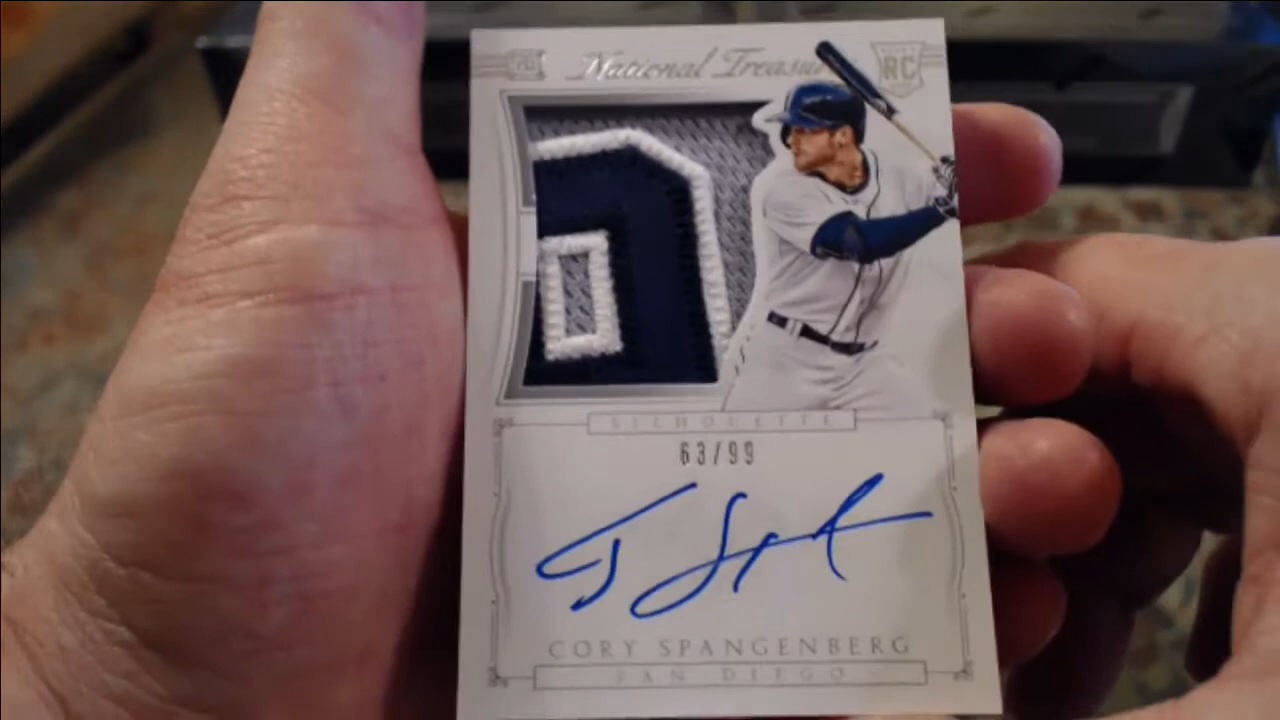 National Treasures
RC
SILHOUETTE
63/99
CORY SPANGENBERG
SAN DIEGO